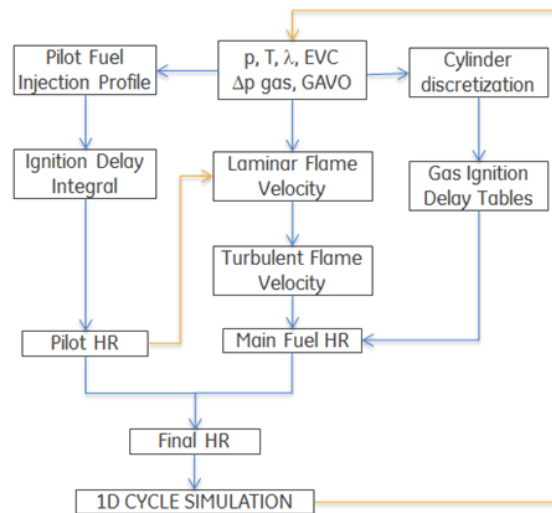 Pilot Fuel
Injection Profile
p, T, λ, EVC
Δp gas, GAVO
Cylinder
discretization
Ignition Delay
Integral
Laminar Flame
Velocity
Gas Ignition
Delay Tables
Turbulent Flame
Velocity
Pilot HR
Main Fuel HR
Final HR
1D CYCLE SIMULATION